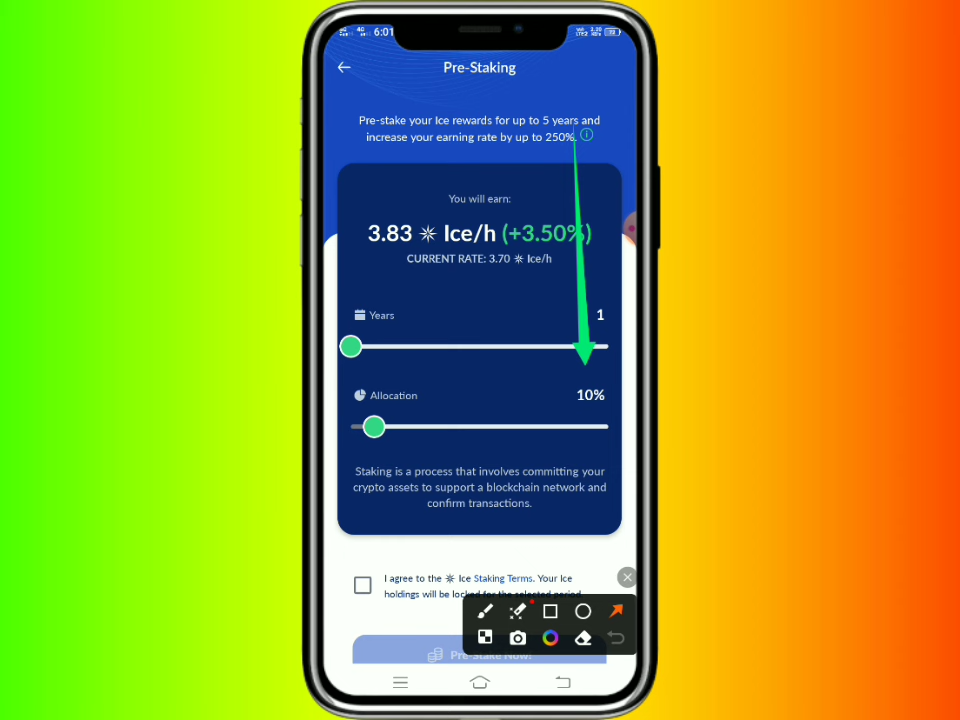 6:01
Pre-Staking
Pre-stake your Ice rewards for up to 5 years and
increase your earning rate by up to 250%.
You will earn:
3.83 Ice/h (+3.50%)
CURRENT RATE: 3.70 Ice/h
Years 1
Allocation 10%
Staking is a process that involves committing your
crypto assets to support a blockchain network and
confirm transactions.
I agree to the Ice Staking Terms. Your Ice
holdings will be locked for the selected period.
Pre-Stake Now!